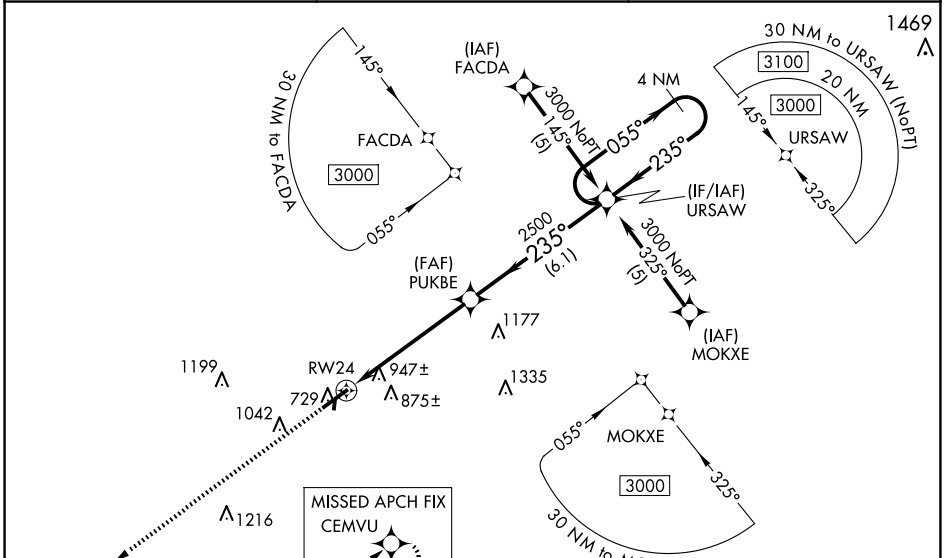 1469
30 NM to URSAW (NoPT)
3100
20 NM
3000
145°
URSAW
325°
(IAF)
FACDA
4 NM
3000 NoPT
145°
(5)
055°
235°
145°
30 NM to FACDA
FACDA
3000
055°
(IF/IAF)
URSAW
2500
235°
(6.1)
3000 NoPT
325°
(5)
(FAF)
PUKBE
1177
(IAF)
MOKXE
1199
RW24
947±
729
875±
1335
1042
055°
MOKXE
3000
325°
30 NM to
1216
MISSED APCH FIX
CEMVU